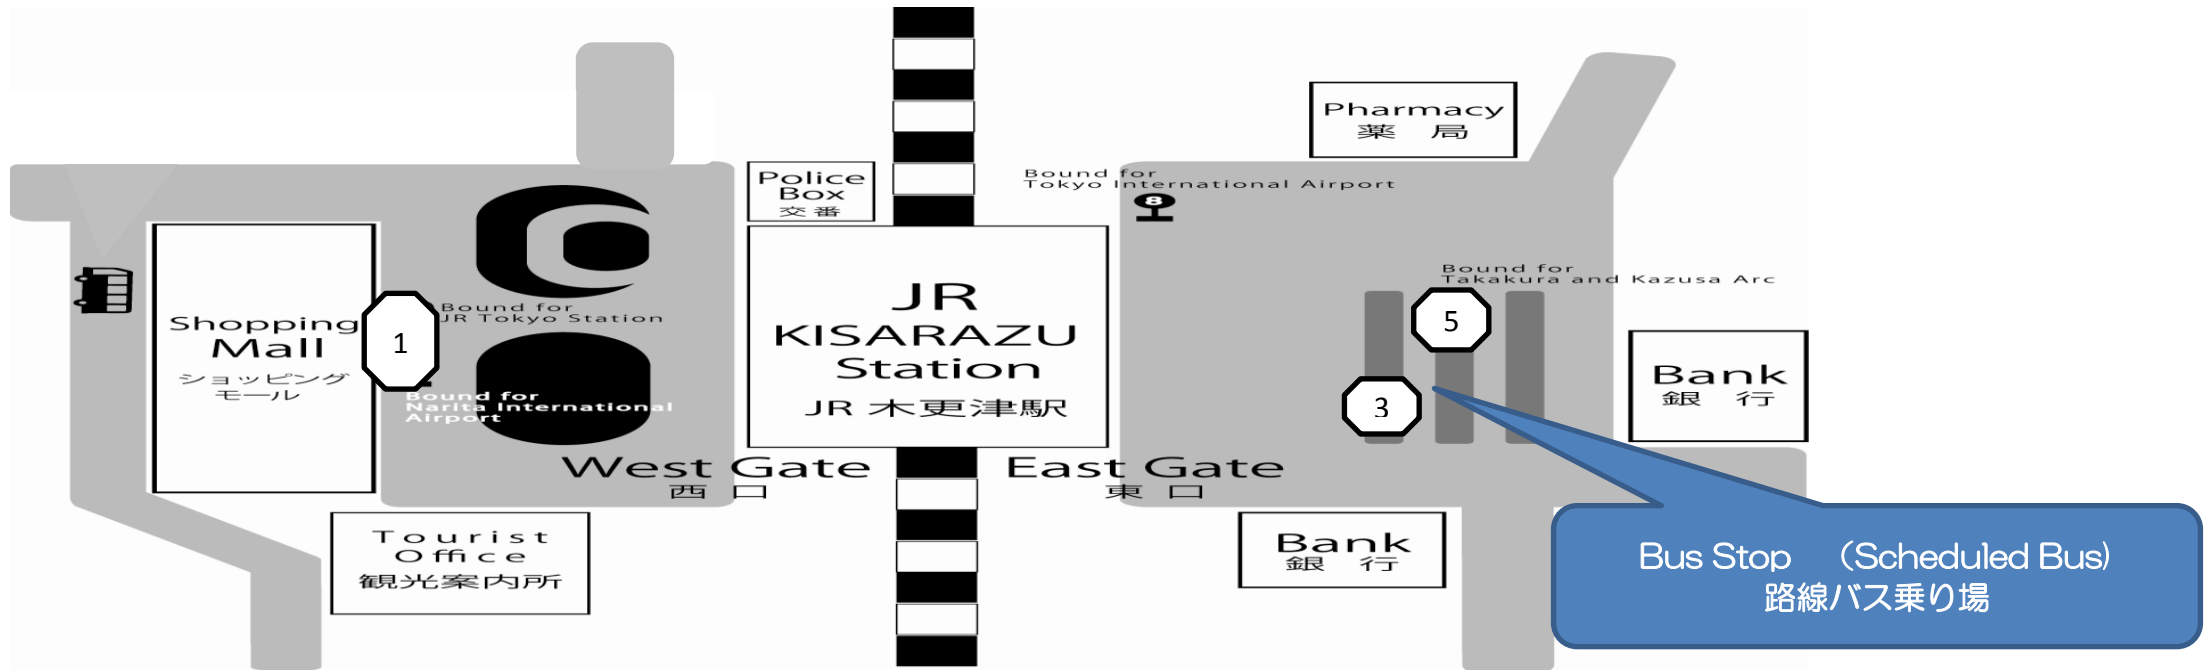 Pharmacy
薬 局
Police
Box
交番
Bound for
Tokyo International Airport
8
Bound for
Takakura and Kazusa Arc
Shopping
Mall
ショッピング
モール
1
Bound for
JR Tokyo Station
Bound for
Narita International
Airport
JR
KISARAZU
Station
JR 木更津駅
5
3
Bank
銀 行
West Gate
西 口
East Gate
東 口
Tourist
Office
観光案内所
Bank
銀 行
Bus Stop （Scheduled Bus)
路線バス乗り場